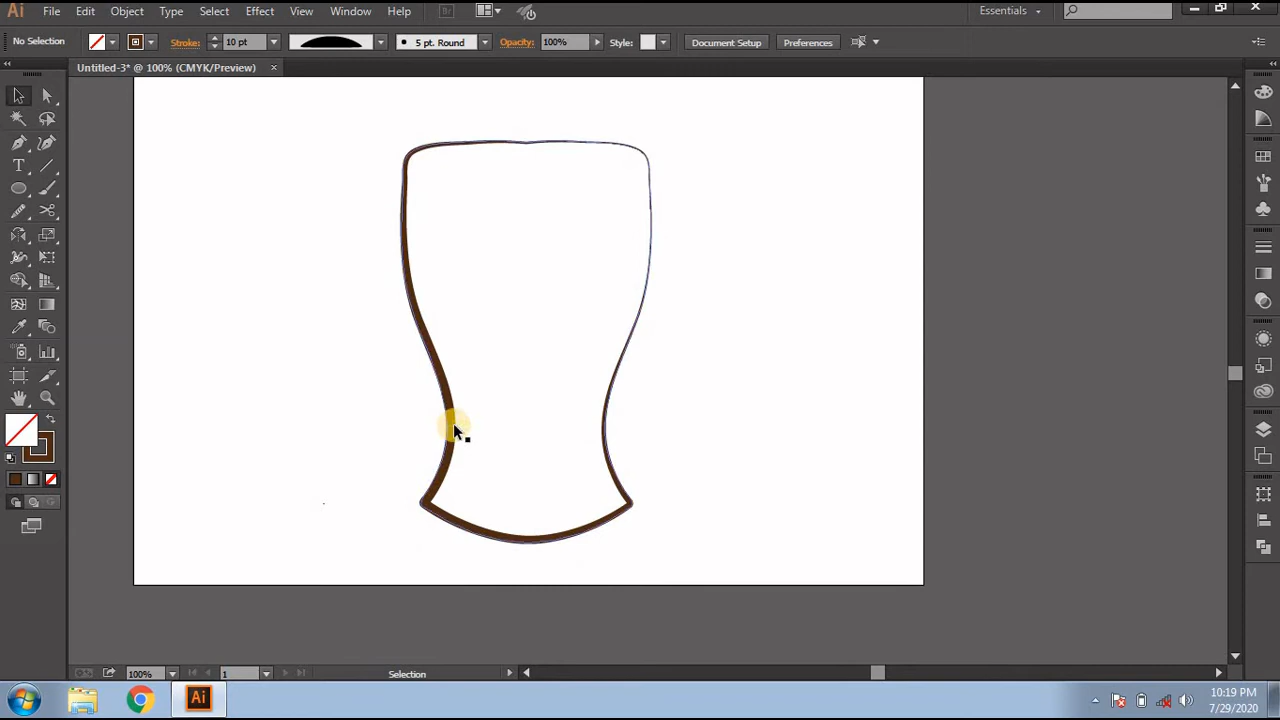 Ai File Edit Object Type Select Effect View Window Help Br Essentials
No Selection Stroke: 10 pt 5 pt. Round Opacity: 100% Style: Document Setup Preferences
Untitled-3* @ 100% (CMYK/Preview) ×
T
100% 1 Selection
Ai 10:19 PM
7/29/2020